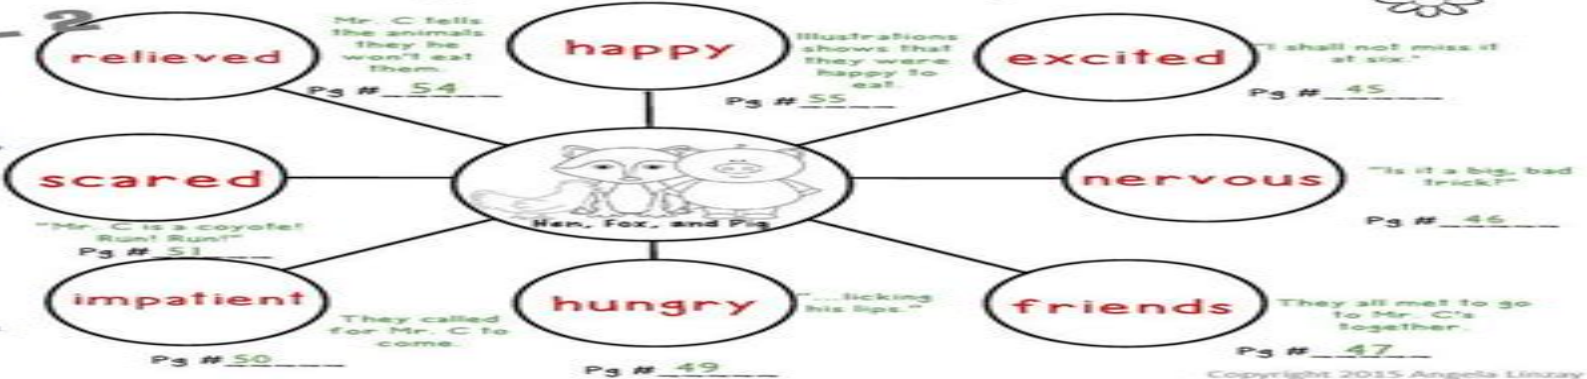 2
relieved
Mr. C tells
the animals
they he
won't eat
them.
Pg # 54
happy
Illustrations
shows that
they were
happy to
eat.
Pg # 55
excited
"I shall not miss it
at six."
Pg # 45
scared
"Mr. C is a coyote!
Run! Run!"
Pg # 51
Hen, Fox, and Pig
nervous
"Is it a big, bad
trick?"
Pg # 46
impatient
They called
for Mr. C to
come.
Pg # 50
hungry
"...licking
his lips."
Pg # 49
friends
They all met to go
to Mr. C's
together.
Pg # 47
Copyright 2015 Angela Linzay